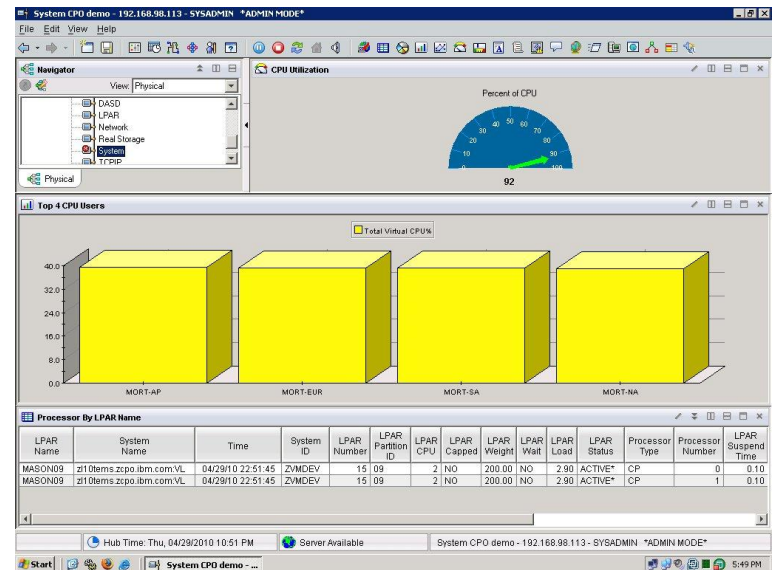 System CPO demo - 192.168.98.113 - SYSADMIN *ADMIN MODE*
File Edit View Help
Navigator
View: Physical
DASD
LPAR
Network
Real Storage
System
TCPIP
Physical
CPU Utilization
Percent of CPU
0 10 20 30 40 50 60 70 80 90 100
92
Top 4 CPU Users
Total Virtual CPU%
40.0
32.0
24.0
16.0
8.0
0.0
MORT-AP MORT-EUR MORT-SA MORT-NA
Processor By LPAR Name
LPAR Name System Name Time System ID LPAR Number LPAR Partition ID LPAR CPU LPAR Capped LPAR Weight LPAR Wait LPAR Load LPAR Status Processor Type Processor Number LPAR Suspend Time
MASON09 zl10tems.zcpo.ibm.com:VL 04/29/10 22:51:45 ZVMDEV 15 09 2 NO 200.00 NO 2.90 ACTIVE* CP 0 0.10
MASON09 zl10tems.zcpo.ibm.com:VL 04/29/10 22:51:45 ZVMDEV 15 09 2 NO 200.00 NO 2.90 ACTIVE* CP 1 0.10
Hub Time: Thu, 04/29/2010 10:51 PM Server Available System CPO demo - 192.168.98.113 - SYSADMIN *ADMIN MODE*
Start System CPO demo - ... 5:49 PM